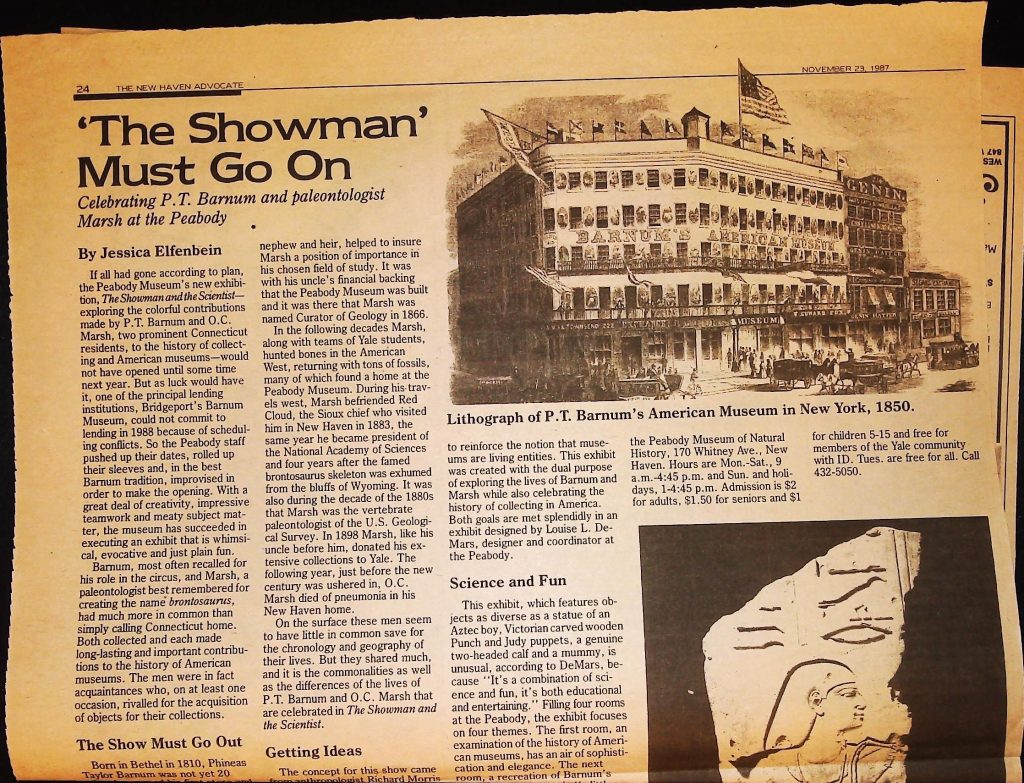 24 THE NEW HAVEN ADVOCATE
NOVEMBER 23, 1987
'The Showman'
Must Go On
Celebrating P.T. Barnum and paleontologist
Marsh at the Peabody
By Jessica Elfenbein
If all had gone according to plan,
the Peabody Museum's new exhibi-
tion, The Showman and the Scientist—
exploring the colorful contributions
made by P.T. Barnum and O.C.
Marsh, two prominent Connecticut
residents, to the history of collect-
ing and American museums—would
not have opened until some time
next year. But as luck would have
it, one of the principal lending
institutions, Bridgeport's Barnum
Museum, could not commit to
lending in 1988 because of schedul-
ing conflicts. So the Peabody staff
pushed up their dates, rolled up
their sleeves and, in the best
Barnum tradition, improvised in
order to make the opening. With a
great deal of creativity, impressive
teamwork and meaty subject mat-
ter, the museum has succeeded in
executing an exhibit that is whimsi-
cal, evocative and just plain fun.
Barnum, most often recalled for
his role in the circus, and Marsh, a
paleontologist best remembered for
creating the name brontosaurus,
had much more in common than
simply calling Connecticut home.
Both collected and each made
long-lasting and important contribu-
tions to the history of American
museums. The men were in fact
acquaintances who, on at least one
occasion, rivalled for the acquisition
of objects for their collections.
The Show Must Go Out
Born in Bethel in 1810, Phineas
Taylor Barnum was not yet 20
nephew and heir, helped to insure
Marsh a position of importance in
his chosen field of study. It was
with his uncle's financial backing
that the Peabody Museum was built
and it was there that Marsh was
named Curator of Geology in 1866.
In the following decades Marsh,
along with teams of Yale students,
hunted bones in the American
West, returning with tons of fossils,
many of which found a home at the
Peabody Museum. During his trav-
els west, Marsh befriended Red
Cloud, the Sioux chief who visited
him in New Haven in 1883, the
same year he became president of
the National Academy of Sciences
and four years after the famed
brontosaurus skeleton was exhumed
from the bluffs of Wyoming. It was
also during the decade of the 1880s
that Marsh was the vertebrate
paleontologist of the U.S. Geologi-
cal Survey. In 1898 Marsh, like his
uncle before him, donated his ex-
tensive collections to Yale. The
following year, just before the new
century was ushered in, O.C.
Marsh died of pneumonia in his
New Haven home.
On the surface these men seem
to have little in common save for
the chronology and geography of
their lives. But they shared much,
and it is the commonalities as well
as the differences of the lives of
P.T. Barnum and O.C. Marsh that
are celebrated in The Showman and
the Scientist.
Getting Ideas
The concept for this show came
from anthropologist Richard Morris
GENIN
BARNUM'S AMERICAN MUSEUM
MUSEUM
Lithograph of P.T. Barnum's American Museum in New York, 1850.
to reinforce the notion that muse-
ums are living entities. This exhibit
was created with the dual purpose
of exploring the lives of Barnum and
Marsh while also celebrating the
history of collecting in America.
Both goals are met splendidly in an
exhibit designed by Louise L. De-
Mars, designer and coordinator at
the Peabody.
Science and Fun
This exhibit, which features ob-
jects as diverse as a statue of an
Aztec boy, Victorian carved wooden
Punch and Judy puppets, a genuine
two-headed calf and a mummy, is
unusual, according to DeMars, be-
cause "It's a combination of sci-
ence and fun, it's both educational
and entertaining." Filling four rooms
at the Peabody, the exhibit focuses
on four themes. The first room, an
examination of the history of Ameri-
can museums, has an air of sophisti-
cation and elegance. The next
room, a recreation of Barnum's
the Peabody Museum of Natural
History, 170 Whitney Ave., New
Haven. Hours are Mon.-Sat., 9
a.m.-4:45 p.m. and Sun. and holi-
days, 1-4:45 p.m. Admission is $2
for adults, $1.50 for seniors and $1
for children 5-15 and free for
members of the Yale community
with ID. Tues. are free for all. Call
432-5050.
847
WES